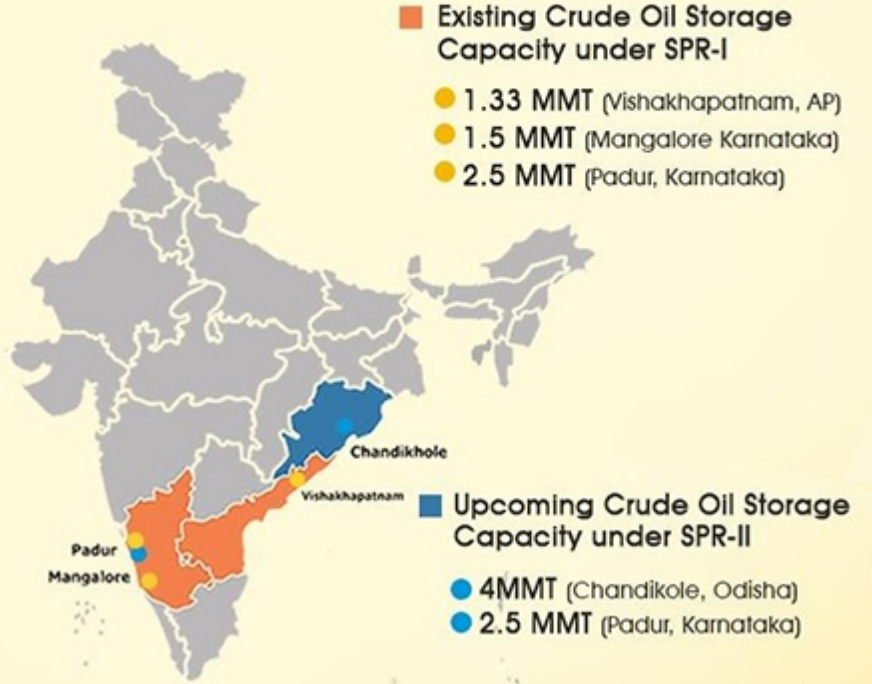 Existing Crude Oil Storage
Capacity under SPR-I
1.33 MMT (Vishakhapatnam, AP)
1.5 MMT (Mangalore Karnataka)
2.5 MMT (Padur, Karnataka)
Chandikhole
Vishakhapatnam
Padur
Mangalore
Upcoming Crude Oil Storage
Capacity under SPR-II
4MMT (Chandikole, Odisha)
2.5 MMT (Padur, Karnataka)